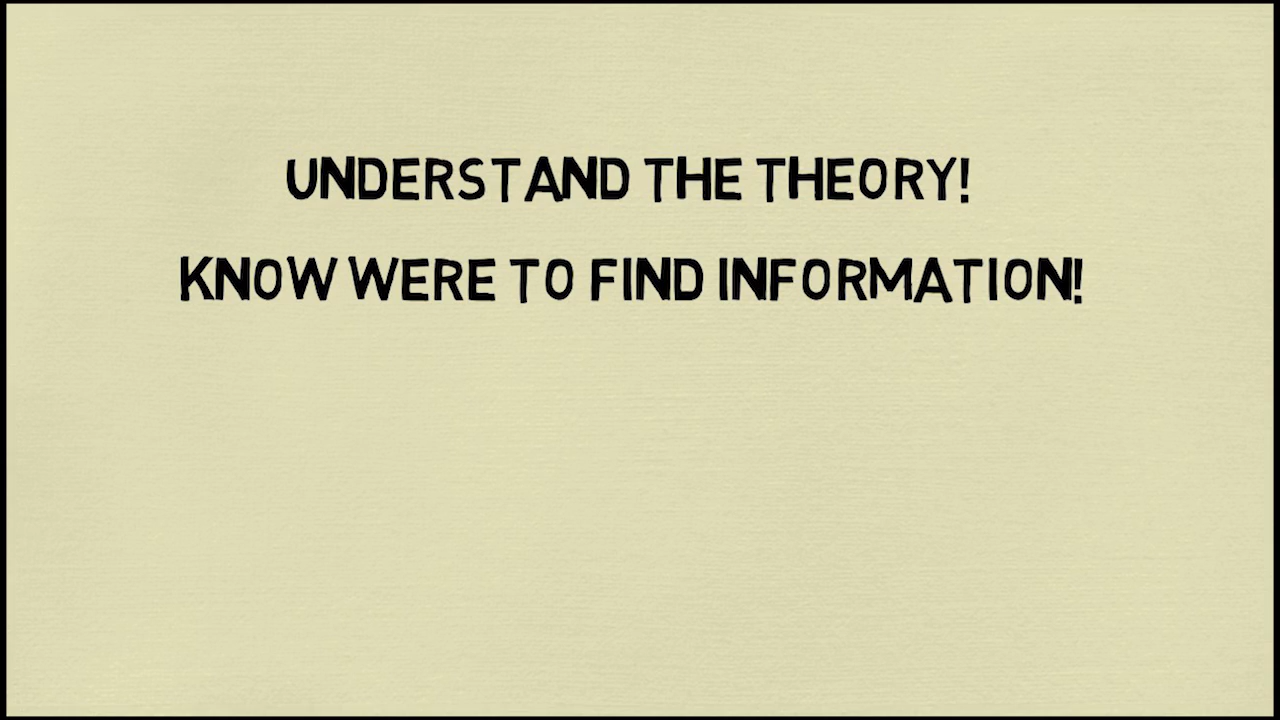 UNDERSTAND THE THEORY!
KNOW WERE TO FIND INFORMATION!